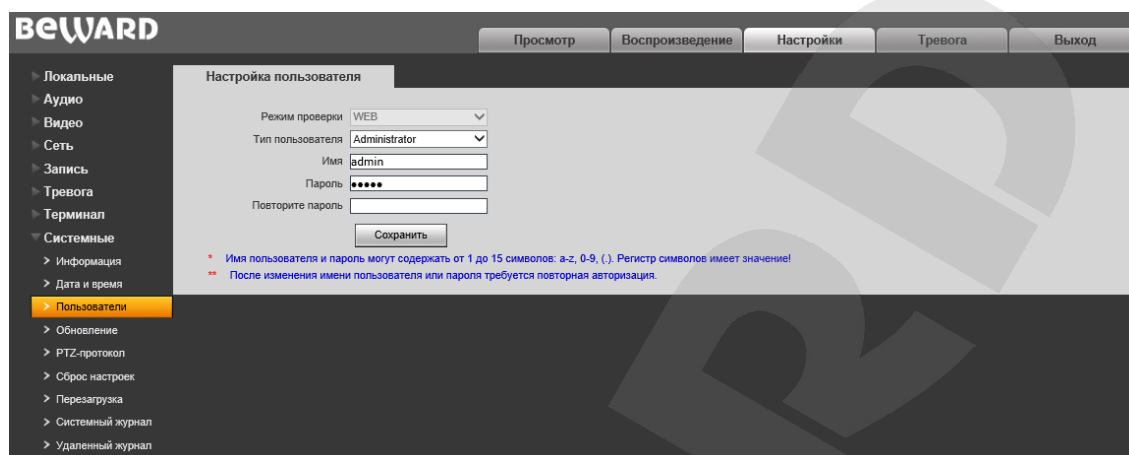 BEWARD
Просмотр Воспроизведение Настройки Тревога Выход
Локальные
Аудио
Видео
Сеть
Запись
Тревога
Терминал
Системные
Информация
Дата и время
Пользователи
Обновление
PTZ-протокол
Сброс настроек
Перезагрузка
Системный журнал
Удаленный журнал
Настройка пользователя
Режим проверки WEB
Тип пользователя Administrator
Имя admin
Пароль •••••
Повторите пароль
Сохранить
* Имя пользователя и пароль могут содержать от 1 до 15 символов: a-z, 0-9, (.). Регистр символов имеет значение!
** После изменения имени пользователя или пароля требуется повторная авторизация.